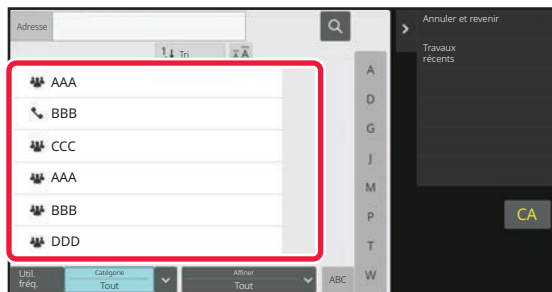 Adresse
1 Tri
A
AAA
BBB
CCC
AAA
BBB
DDD
A
D
G
J
M
P
T
W
Util.
fréq.
Catégorie
Tout
Affiner
Tout
ABC
Annuler et revenir
Travaux
récents
CA